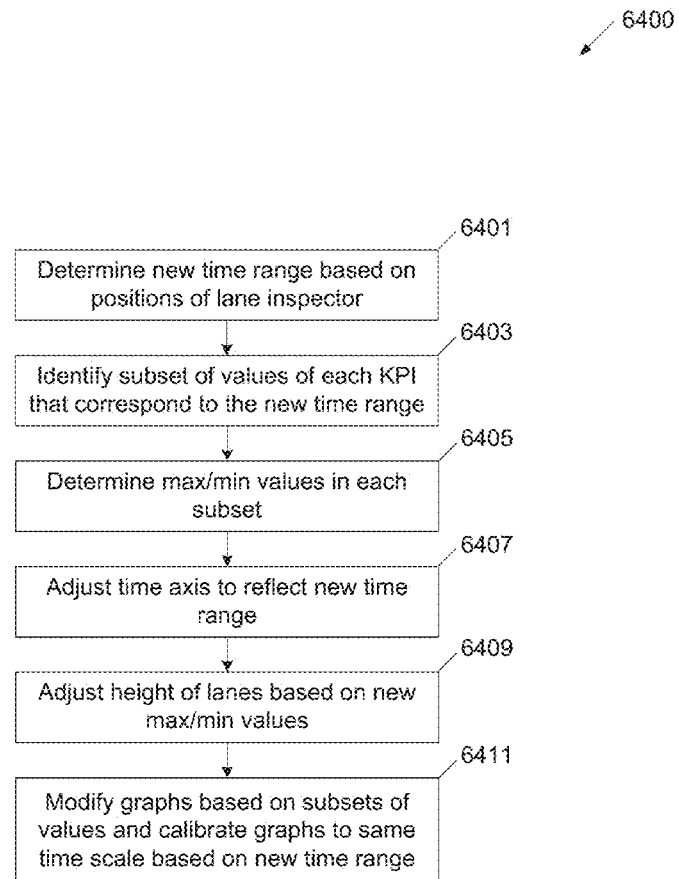 6400
6401
Determine new time range based on
positions of lane inspector
6403
Identify subset of values of each KPI
that correspond to the new time range
6405
Determine max/min values in each
subset
6407
Adjust time axis to reflect new time
range
6409
Adjust height of lanes based on new
max/min values
6411
Modify graphs based on subsets of
values and calibrate graphs to same
time scale based on new time range